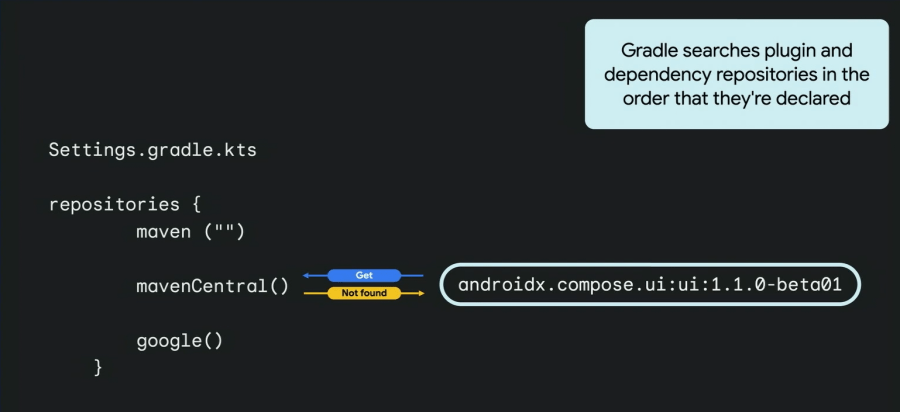 Gradle searches plugin and
dependency repositories in the
order that they're declared
Settings.gradle.kts
repositories {
maven ("")
mavenCentral()
Get
Not found
androidx.compose.ui:ui:1.1.0-beta01
google()
}